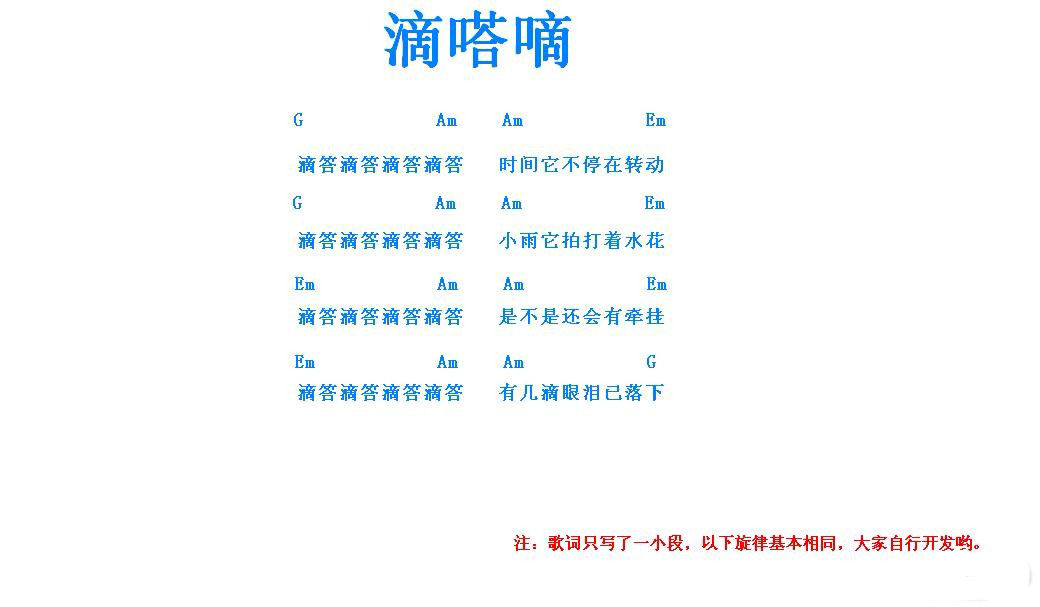 滴嗒嘀
G Am Am Em
滴答滴答滴答滴答 时间它不停在转动
G Am Am Em
滴答滴答滴答滴答 小雨它拍打着水花
Em Am Am Em
滴答滴答滴答滴答 是不是还会有牵挂
Em Am Am G
滴答滴答滴答滴答 有几滴眼泪已落下
注：歌词只写了一小段，以下旋律基本相同，大家自行开发哟。